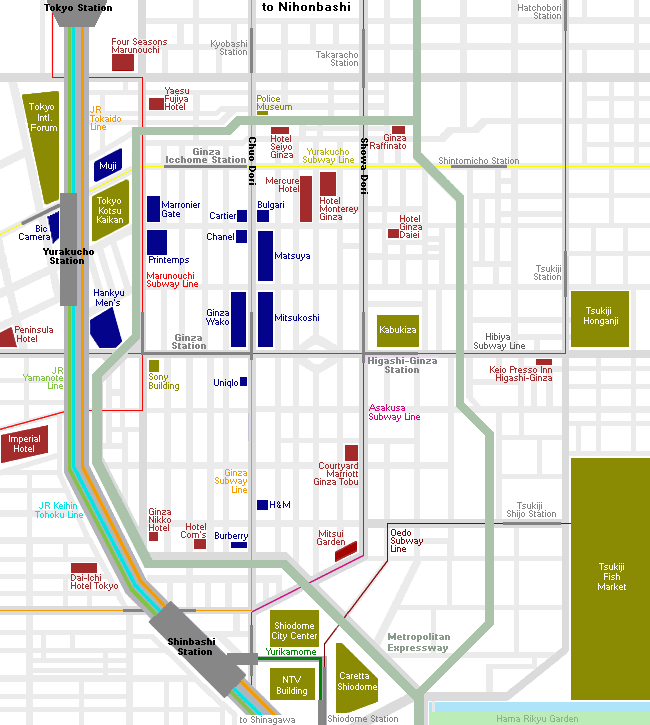 Tokyo Station
to Nihonbashi
Hatchobori
Station
Four Seasons
Marunouchi
Kyobashi
Station
Takaracho
Station
Yaesu
Fujiya
Hotel
Police
Museum
Tokyo
Intl.
Forum
JR
Tokaido
Line
Chuo Dori
Hotel
Seiyo
Ginza
Showa-Dori
Ginza
Raffinato
Ginza
Icchome Station
Yurakucho
Subway Line
Shintomicho Station
Muji
Mercure
Hotel
Hotel
Monterey
Ginza
Tokyo
Kotsu
Kaikan
Marronier
Gate
Cartier
Bulgari
Bic
Camera
Chanel
Hotel
Ginza
Daiei
Yurakucho
Station
Printemps
Matsuya
Marunouchi
Subway Line
Tsukiji
Station
Hankyu
Men's
Ginza
Wako
Mitsukoshi
Kabukiza
Tsukiji
Honganji
Peninsula
Hotel
Ginza
Station
Hibiya
Subway Line
Higashi-Ginza
Station
Keio Presso Inn
Higashi-Ginza
JR
Yamanote
Line
Sony
Building
Uniqlo
Asakusa
Subway Line
Imperial
Hotel
Courtyard
Marriott
Ginza Tobu
Ginza
Subway
Line
JR Keihin
Tohoku Line
H&M
Tsukiji
Shijo Station
Ginza
Nikko
Hotel
Hotel
Com's
Burberry
Mitsui
Garden
Oedo
Subway
Line
Dai-Ichi
Hotel Tokyo
Tsukiji
Fish
Market
Shinbashi
Station
Shiodome
City Center
Metropolitan
Expressway
Yurikamome
NTV
Building
Caretta
Shiodome
to Shinagawa
Shiodome Station
Hama Rikyu Garden